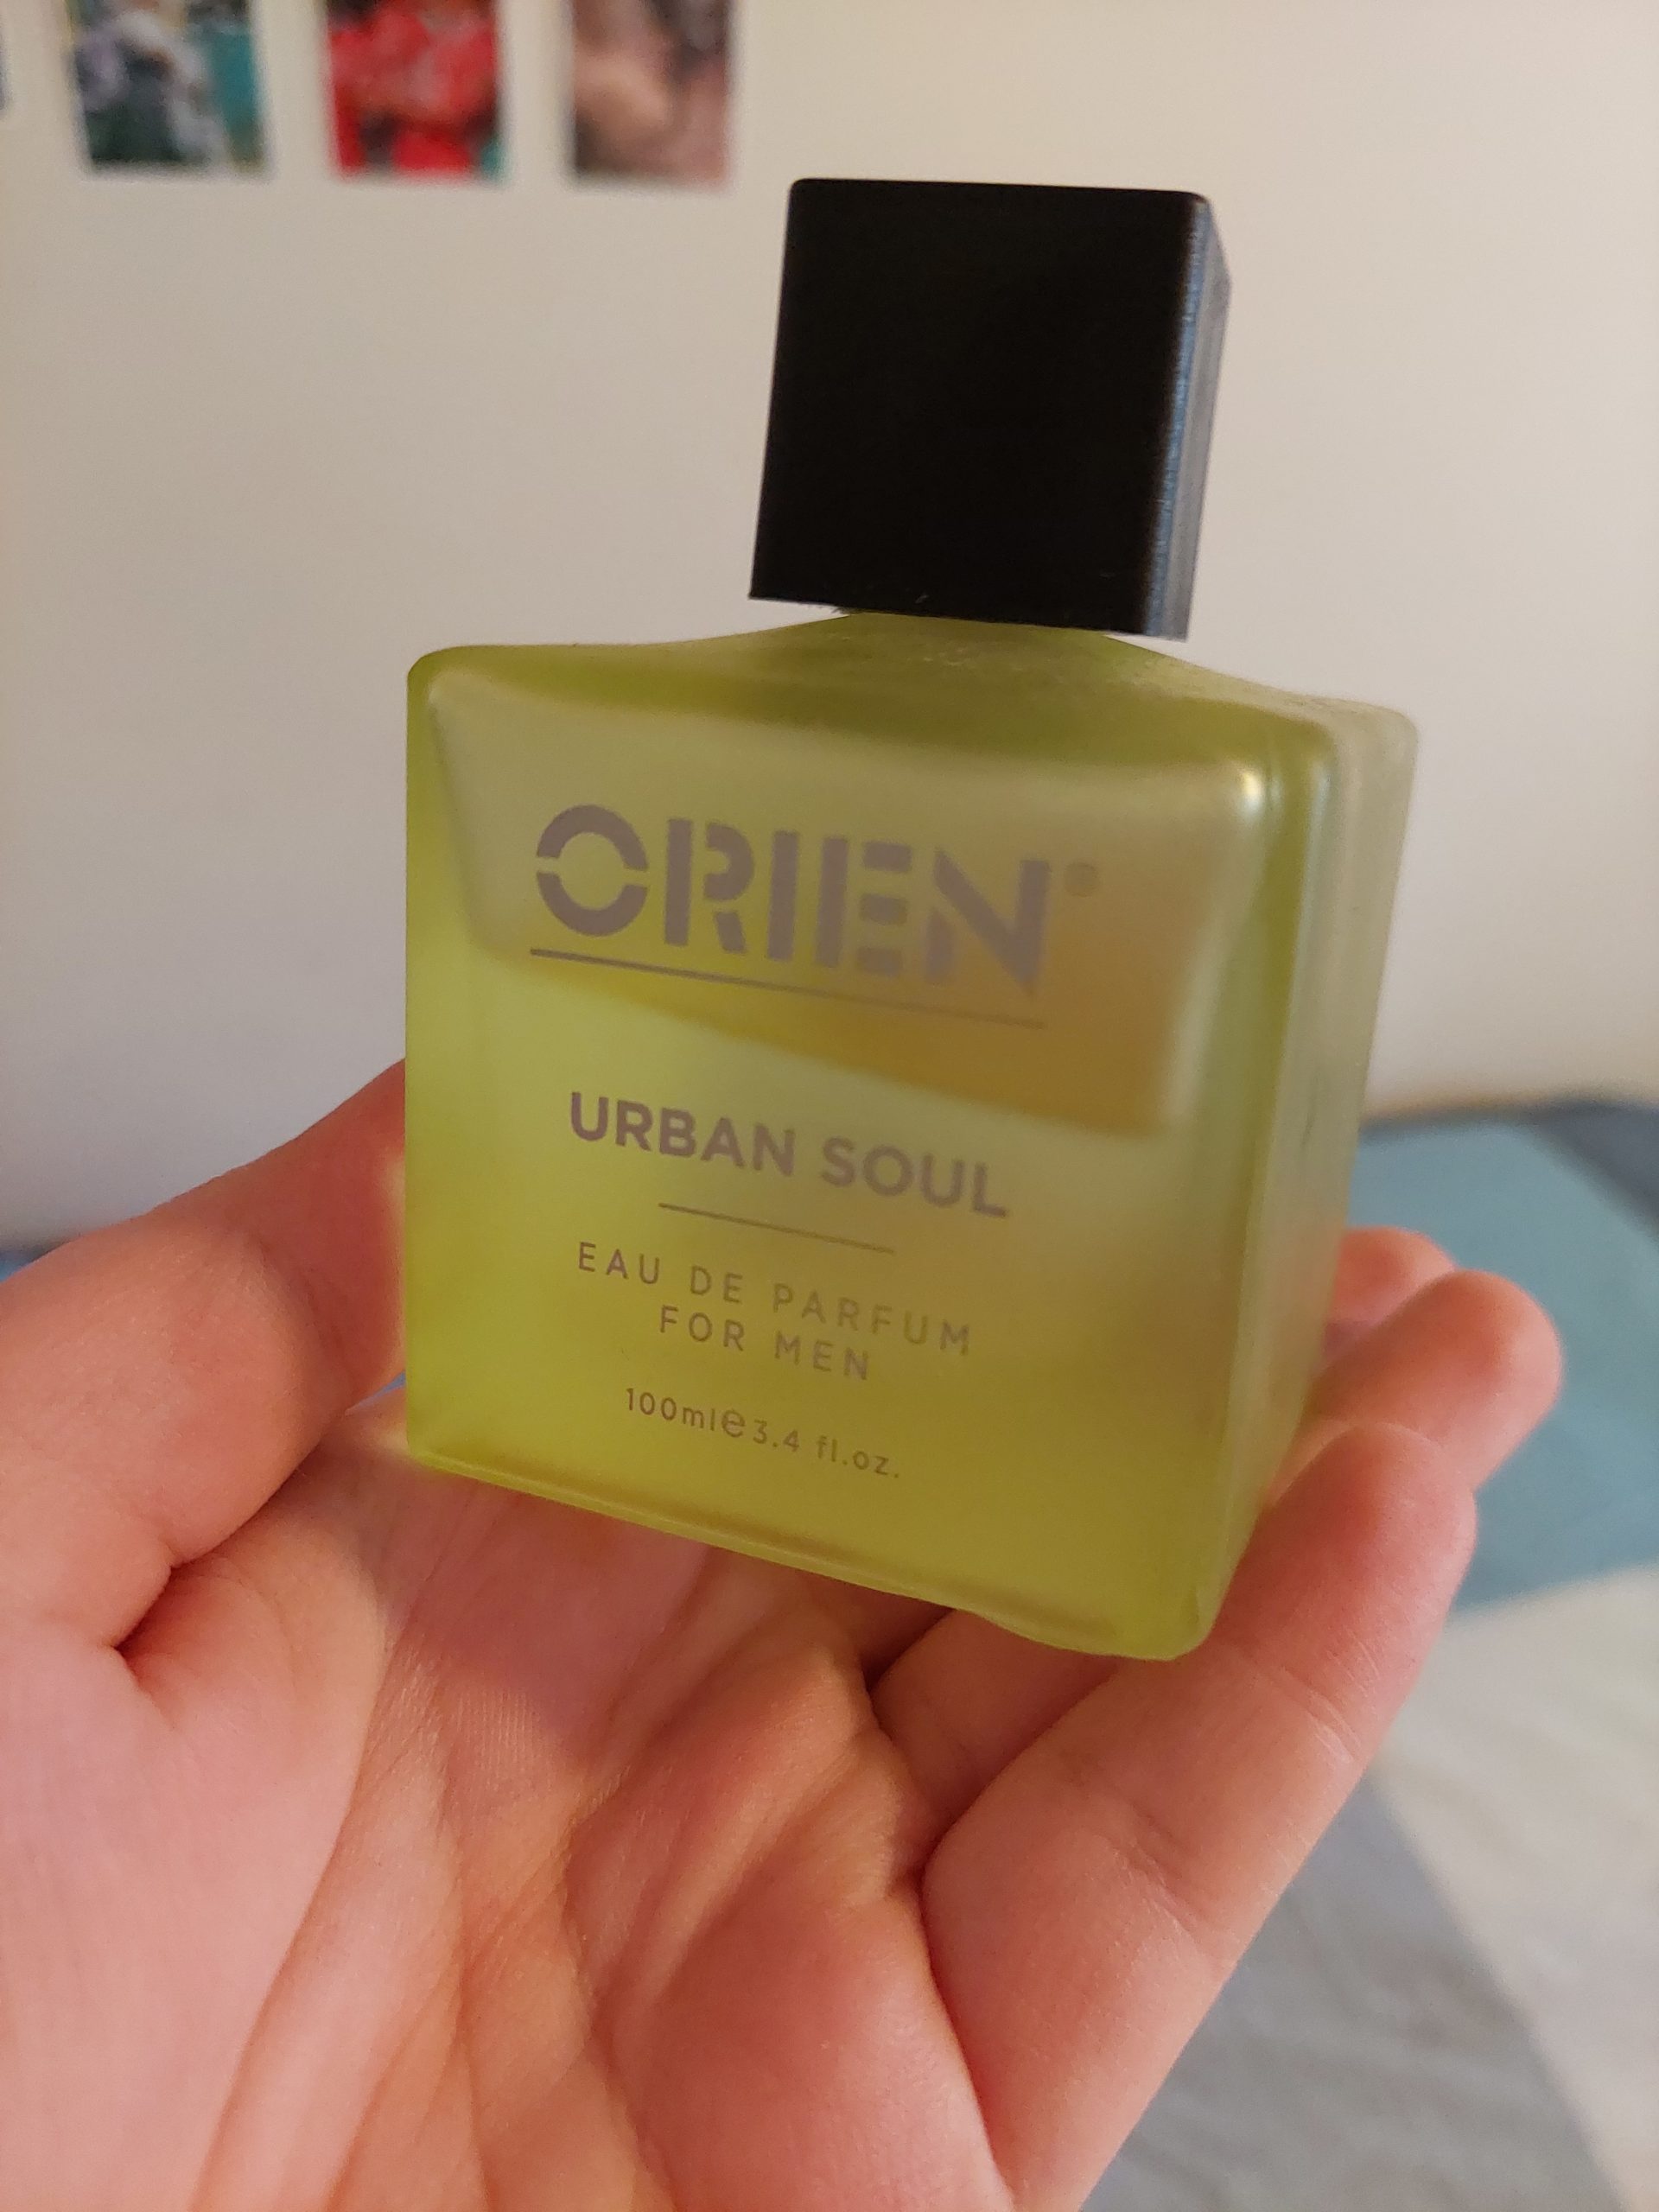 ORIEN®
URBAN SOUL
EAU DE PARFUM
FOR MEN
100ml℮3.4 fl.oz.